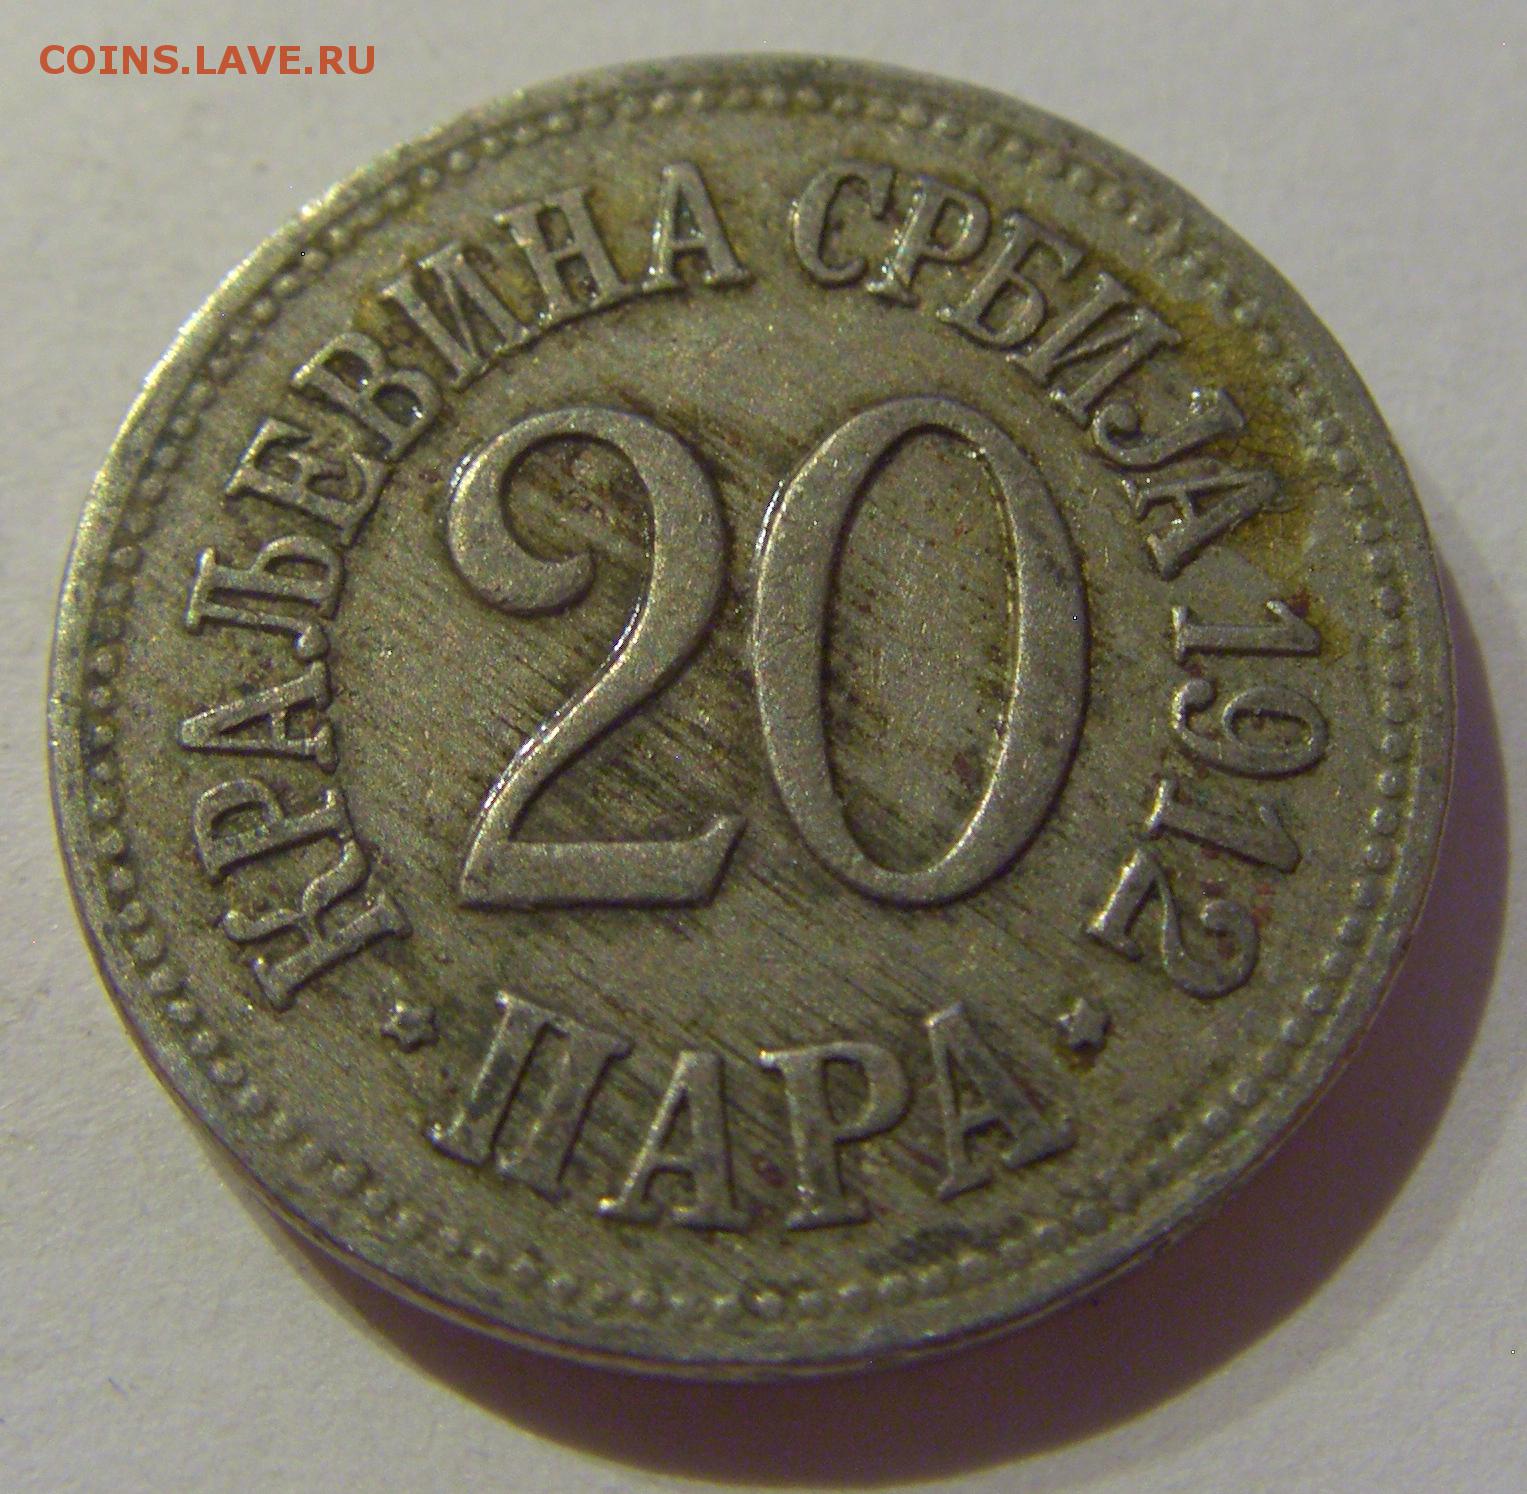 COINS.LAVE.RU
КРАЉЕВИНА СРБИЈА 1912
20
ПАРА